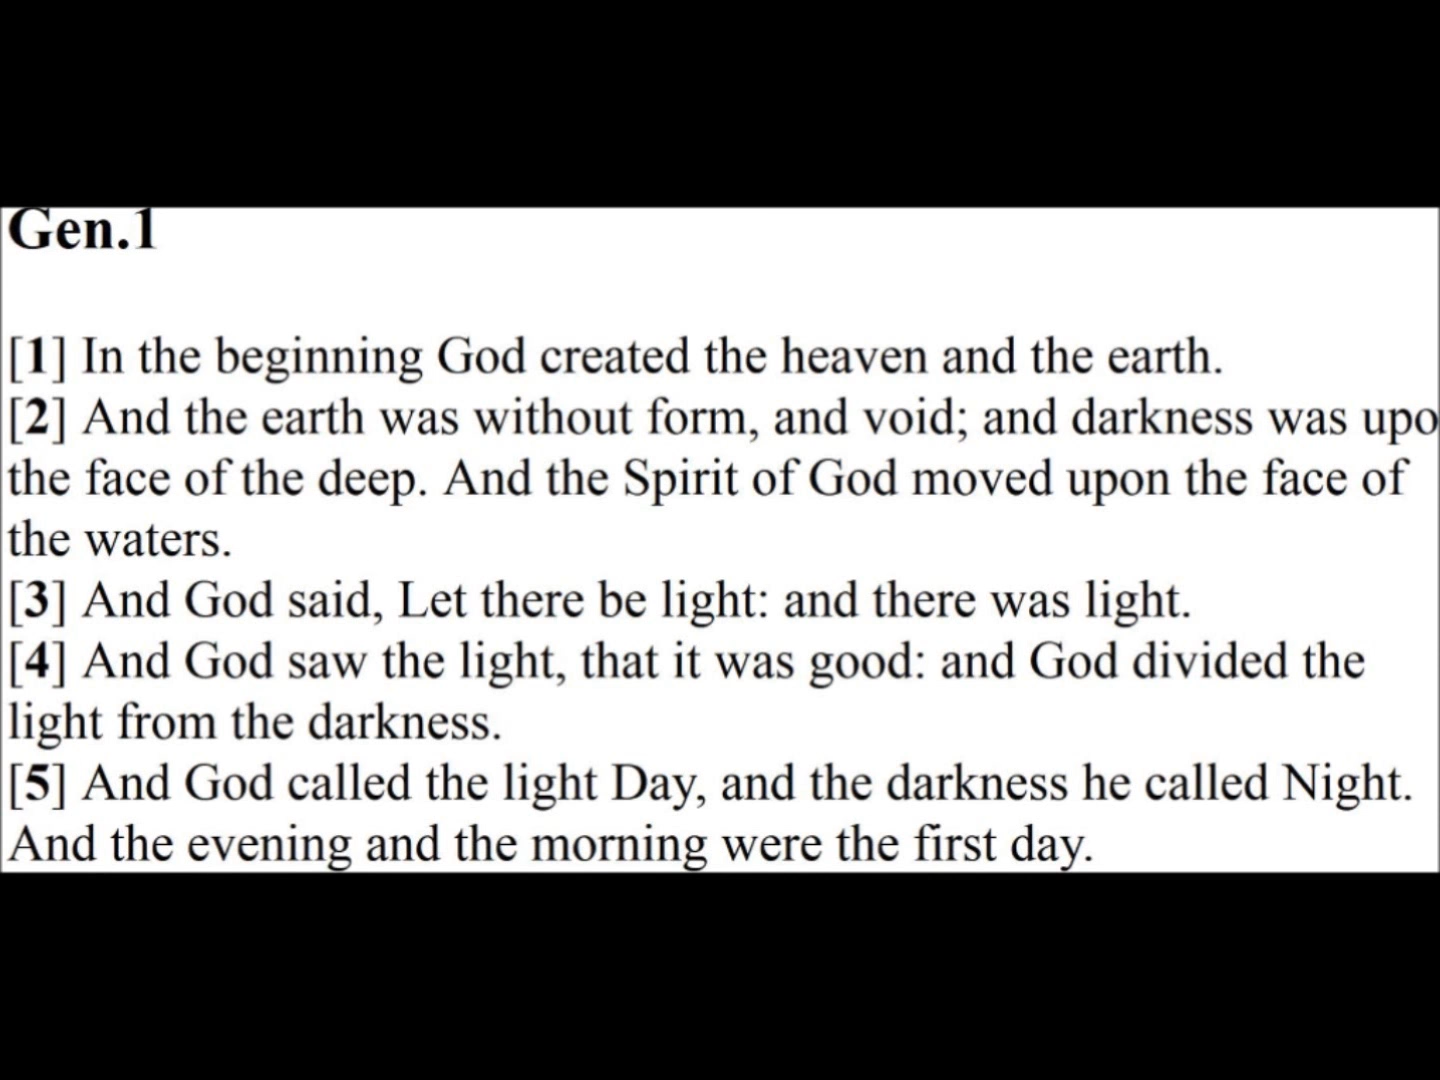 Gen.1
[1] In the beginning God created the heaven and the earth.
[2] And the earth was without form, and void; and darkness was upo
the face of the deep. And the Spirit of God moved upon the face of
the waters.
[3] And God said, Let there be light: and there was light.
[4] And God saw the light, that it was good: and God divided the
light from the darkness.
[5] And God called the light Day, and the darkness he called Night.
And the evening and the morning were the first day.